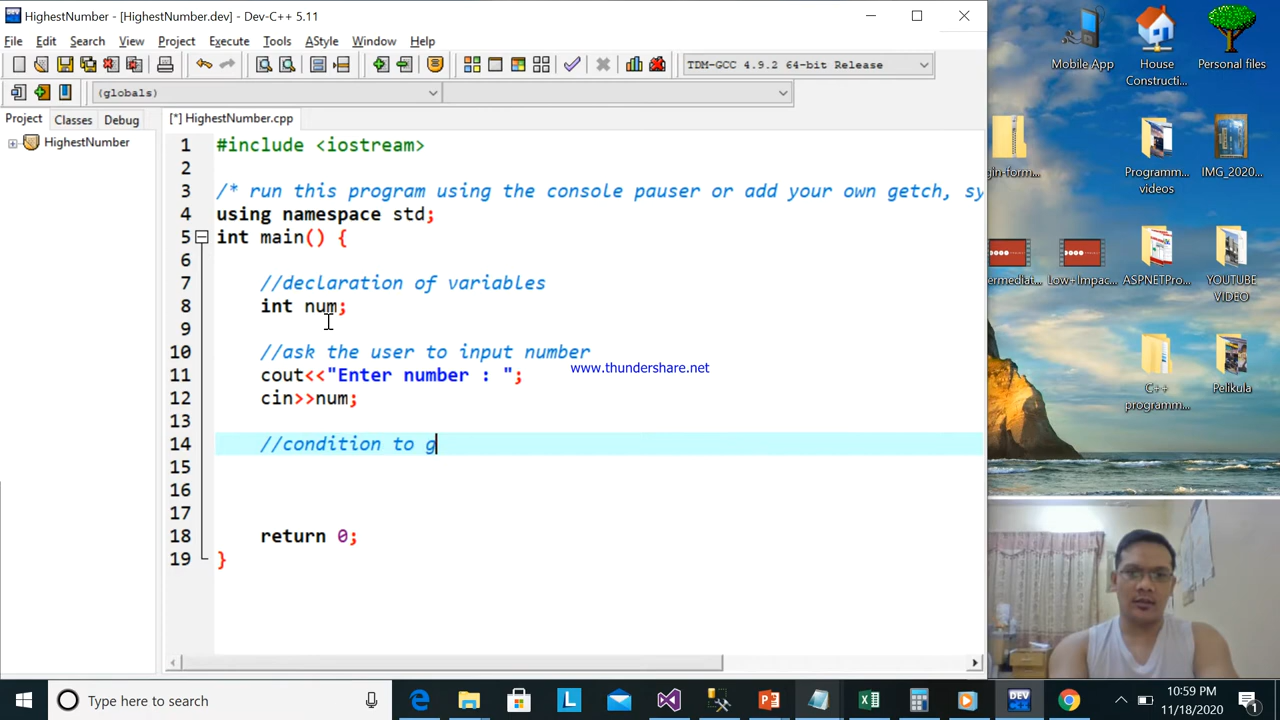 HighestNumber - [HighestNumber.dev] - Dev-C++ 5.11
File Edit Search View Project Execute Tools AStyle Window Help
TDM-GCC 4.9.2 64-bit Release
(globals)
Project Classes Debug
[*] HighestNumber.cpp
HighestNumber
1 #include <iostream>
2
3 /* run this program using the console pauser or add your own getch, sy
4 using namespace std;
5 int main() {
6
7 //declaration of variables
8 int num;
9
10 //ask the user to input number
11 cout<<"Enter number : ";
12 cin>>num;
13
14 //condition to g
15
16
17
18 return 0;
19 }
www.thundershare.net
Mobile App
House
Constructi...
Personal files
gin-form...
Programm...
videos
IMG_2020...
ermediat...
Low+Impac...
ASPNETPro...
YOUTUBE
VIDEO
C++
programm...
Pelikula
Type here to search
DEV
10:59 PM
11/18/2020
1